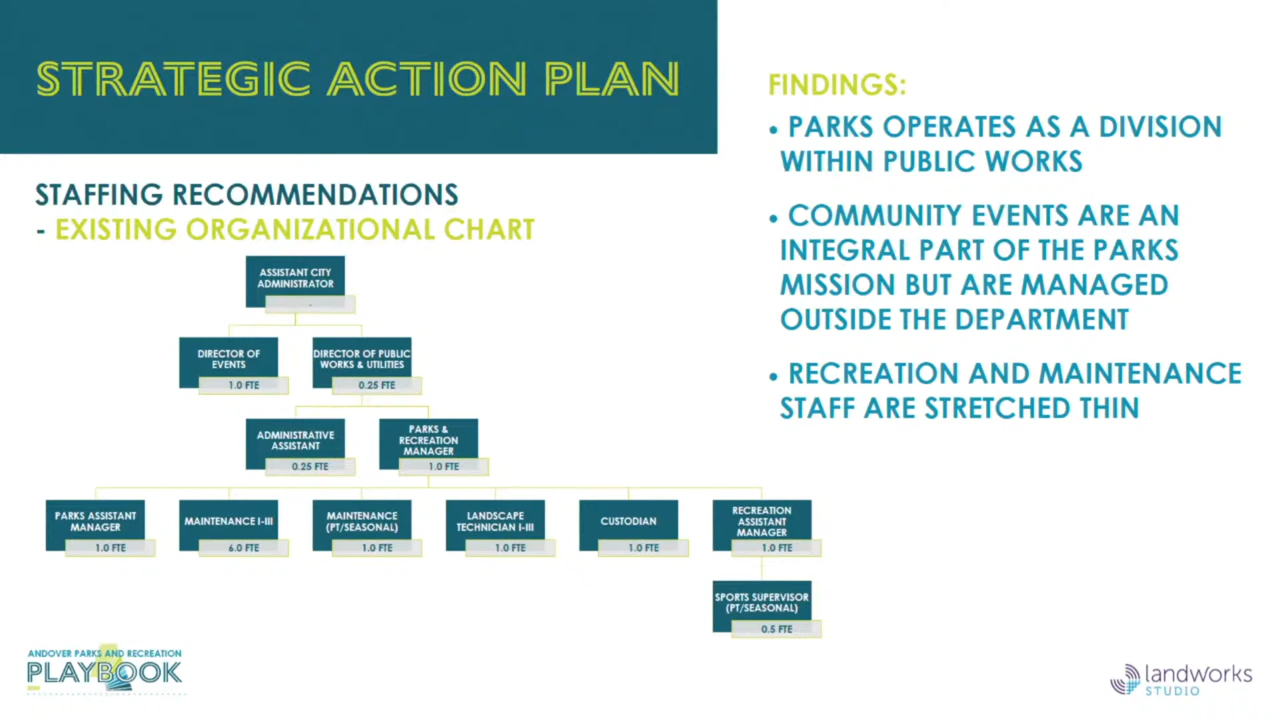 STRATEGIC ACTION PLAN
STAFFING RECOMMENDATIONS
- EXISTING ORGANIZATIONAL CHART
ASSISTANT CITY
ADMINISTRATOR
DIRECTOR OF
EVENTS
1.0 FTE
DIRECTOR OF PUBLIC
WORKS & UTILITIES
0.25 FTE
ADMINISTRATIVE
ASSISTANT
0.25 FTE
PARKS &
RECREATION
MANAGER
1.0 FTE
PARKS ASSISTANT
MANAGER
1.0 FTE
MAINTENANCE I-III
6.0 FTE
MAINTENANCE
(PT/SEASONAL)
1.0 FTE
LANDSCAPE
TECHNICIAN I-III
1.0 FTE
CUSTODIAN
1.0 FTE
RECREATION
ASSISTANT
MANAGER
1.0 FTE
SPORTS SUPERVISOR
(PT/SEASONAL)
0.5 FTE
FINDINGS:
• PARKS OPERATES AS A DIVISION
WITHIN PUBLIC WORKS
• COMMUNITY EVENTS ARE AN
INTEGRAL PART OF THE PARKS
MISSION BUT ARE MANAGED
OUTSIDE THE DEPARTMENT
• RECREATION AND MAINTENANCE
STAFF ARE STRETCHED THIN
ANDOVER PARKS AND RECREATION
PLAYBOOK
landworks
STUDIO